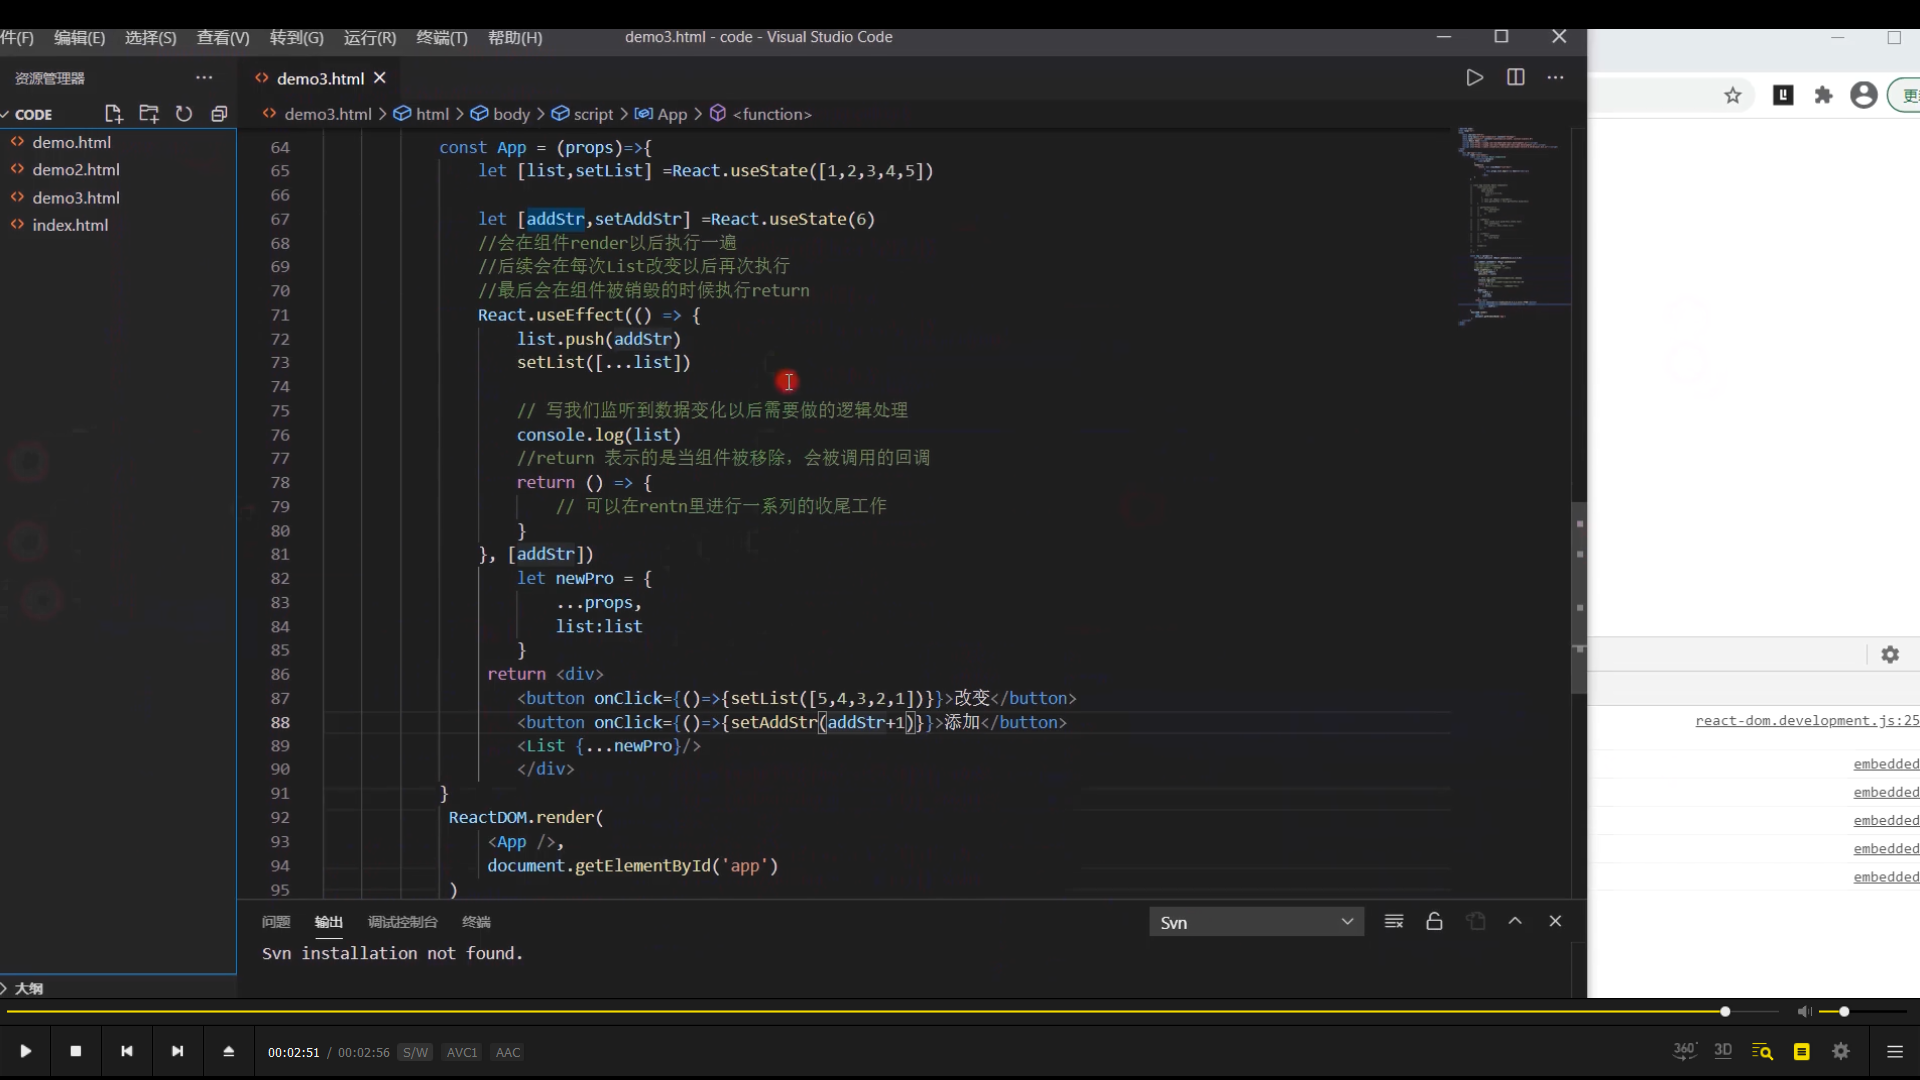 件(F) 编辑(E) 选择(S) 查看(V) 转到(G) 运行(R) 终端(T) 帮助(H) demo3.html - code - Visual Studio Code
资源管理器 ··· demo3.html
CODE demo3.html > html > body > script > App > <function>
demo.html
demo2.html
demo3.html
index.html
64 const App = (props)=>{
65 let [list,setList] =React.useState([1,2,3,4,5])
66
67 let [addStr,setAddStr] =React.useState(6)
68 //会在组件render以后执行一遍
69 //后续会在每次List改变以后再次执行
70 //最后会在组件被销毁的时候执行return
71 React.useEffect(() => {
72 list.push(addStr)
73 setList([...list])
74
75 // 写我们监听到数据变化以后需要做的逻辑处理
76 console.log(list)
77 //return 表示的是当组件被移除，会被调用的回调
78 return () => {
79 // 可以在rentn里进行一系列的收尾工作
80 }
81 }, [addStr])
82 let newPro = {
83 ...props,
84 list:list
85 }
86 return <div>
87 <button onClick={()=>{setList([5,4,3,2,1])}}>改变</button>
88 <button onClick={()=>{setAddStr(addStr+1)}}>添加</button>
89 <List {...newPro}/>
90 </div>
91 }
92 ReactDOM.render(
93 <App />,
94 document.getElementById('app')
95 )
react-dom.development.js:25
embedded
embedded
embedded
embedded
embedded
问题 输出 调试控制台 终端 Svn
Svn installation not found.
大纲
00:02:51 / 00:02:56 S/W AVC1 AAC 360° 3D